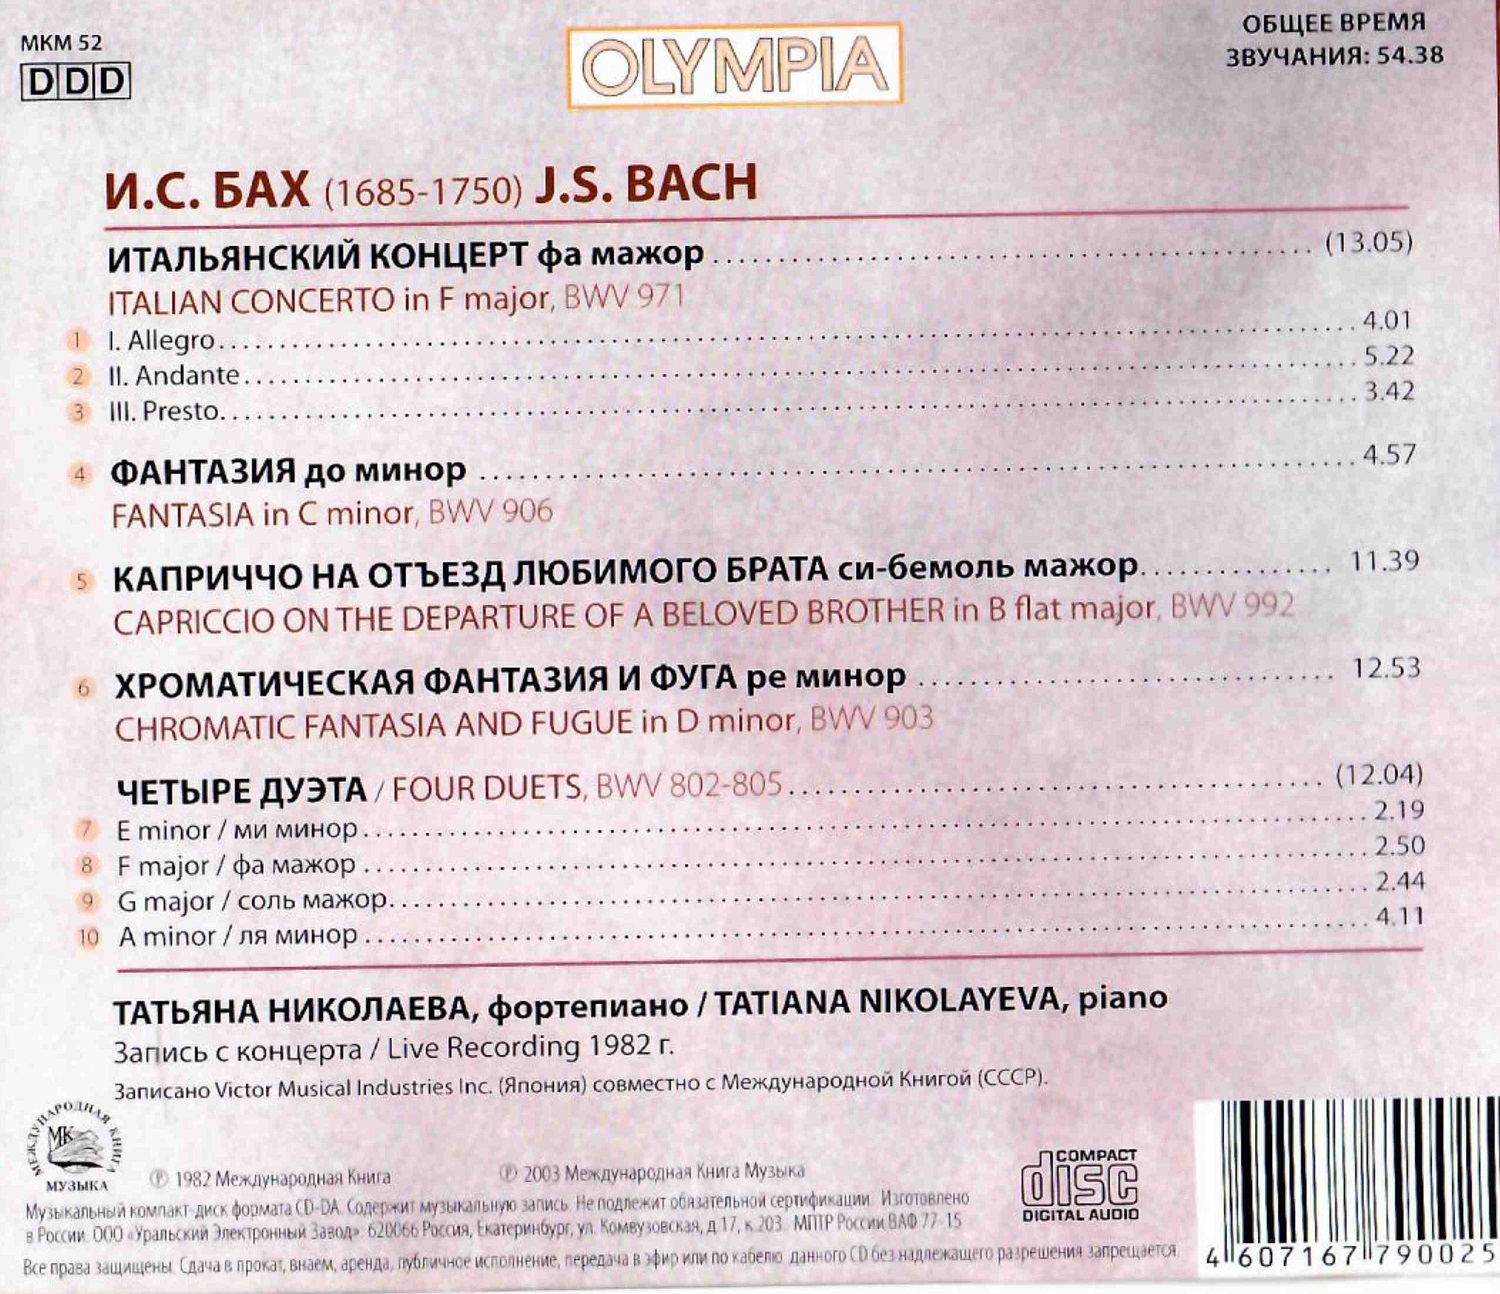 МКМ 52
DDD
OLYMPIA
ОБЩЕЕ ВРЕМЯ
ЗВУЧАНИЯ: 54.38
И.С. БАХ (1685-1750) J.S. BACH
ИТАЛЬЯНСКИЙ КОНЦЕРТ фа мажор (13.05)
ITALIAN CONCERTO in F major, BWV 971
1 I. Allegro 4.01
2 II. Andante 5.22
3 III. Presto 3.42
4 ФАНТАЗИЯ до минор 4.57
FANTASIA in C minor, BWV 906
5 КАПРИЧЧО НА ОТЪЕЗД ЛЮБИМОГО БРАТА си-бемоль мажор 11.39
CAPRICCIO ON THE DEPARTURE OF A BELOVED BROTHER in B flat major, BWV 992
6 ХРОМАТИЧЕСКАЯ ФАНТАЗИЯ И ФУГА ре минор 12.53
CHROMATIC FANTASIA AND FUGUE in D minor, BWV 903
ЧЕТЫРЕ ДУЭТА / FOUR DUETS, BWV 802-805 (12.04)
7 E minor / ми минор 2.19
8 F major / фа мажор 2.50
9 G major / соль мажор 2.44
10 A minor / ля минор 4.11
ТАТЬЯНА НИКОЛАЕВА, фортепиано / TATIANA NIKOLAYEVA, piano
Запись с концерта / Live Recording 1982 г.
Записано Victor Musical Industries Inc. (Япония) совместно с Международной Книгой (СССР).
МЕЖДУНАРОДНАЯ КНИГА
МК
МУЗЫКА
℗ 1982 Международная Книга
℗ 2003 Международная Книга Музыка
COMPACT
disc
DIGITAL AUDIO
Музыкальный компакт-диск формата CD-DA. Содержит музыкальную запись. Не подлежит обязательной сертификации. Изготовлено
в России. ООО «Уральский Электронный Завод». 620066 Россия, Екатеринбург, ул. Комвузовская, д 17, к 203. МПТР России ВАФ 77-15
Все права защищены. Сдача в прокат, внаем, аренда, публичное исполнение, передача в эфир или по кабелю данного CD без надлежащего разрешения запрещается.
4 607167 790025